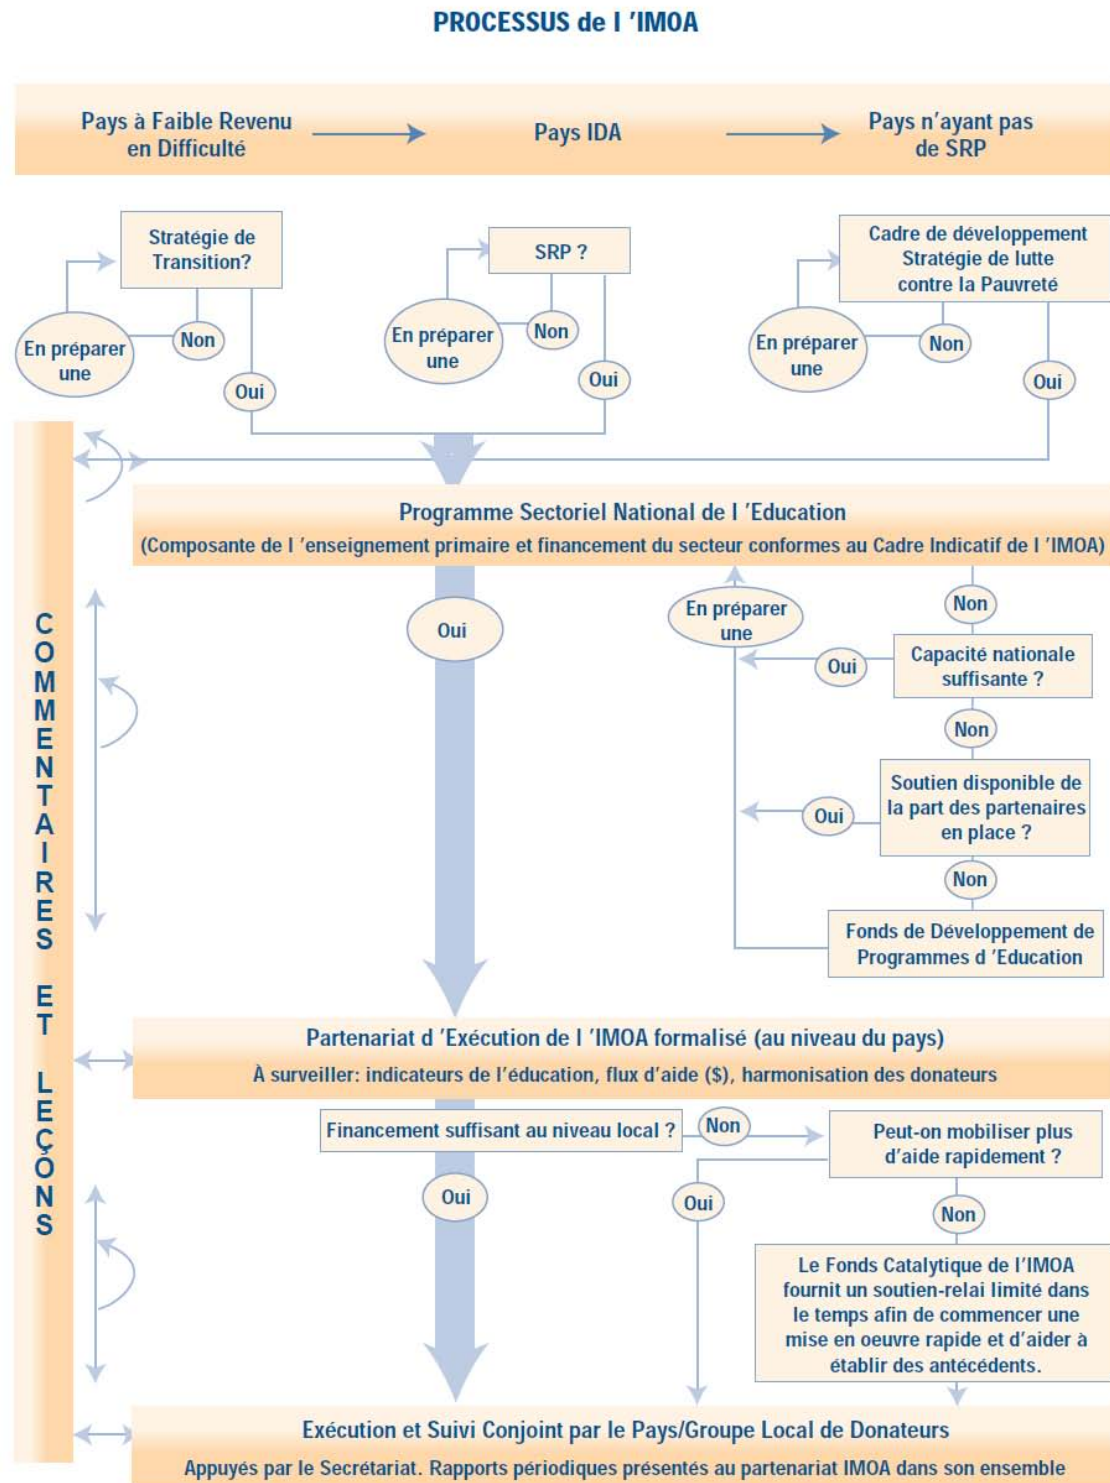 PROCESSUS de l 'IMOA
Pays à Faible Revenu
en Difficulté
Pays IDA
Pays n'ayant pas
de SRP
Stratégie de
Transition?
En préparer
une
Non
Oui
SRP ?
En préparer
une
Non
Oui
Cadre de développement
Stratégie de lutte
contre la Pauvreté
En préparer
une
Non
Oui
COMMENTAIRES ET LEÇONS
Programme Sectoriel National de l 'Education
(Composante de l 'enseignement primaire et financement du secteur conformes au Cadre Indicatif de l 'IMOA)
Oui
En préparer
une
Non
Capacité nationale
suffisante ?
Oui
Non
Soutien disponible de
la part des partenaires
en place ?
Oui
Non
Fonds de Développement de
Programmes d 'Education
Partenariat d 'Exécution de l 'IMOA formalisé (au niveau du pays)
À surveiller: indicateurs de l'éducation, flux d'aide ($), harmonisation des donateurs
Financement suffisant au niveau local ?
Non
Peut-on mobiliser plus
d'aide rapidement ?
Oui
Oui
Non
Le Fonds Catalytique de l'IMOA
fournit un soutien-relai limité dans
le temps afin de commencer une
mise en oeuvre rapide et d'aider à
établir des antécédents.
Exécution et Suivi Conjoint par le Pays/Groupe Local de Donateurs
Appuyés par le Secrétariat. Rapports périodiques présentés au partenariat IMOA dans son ensemble